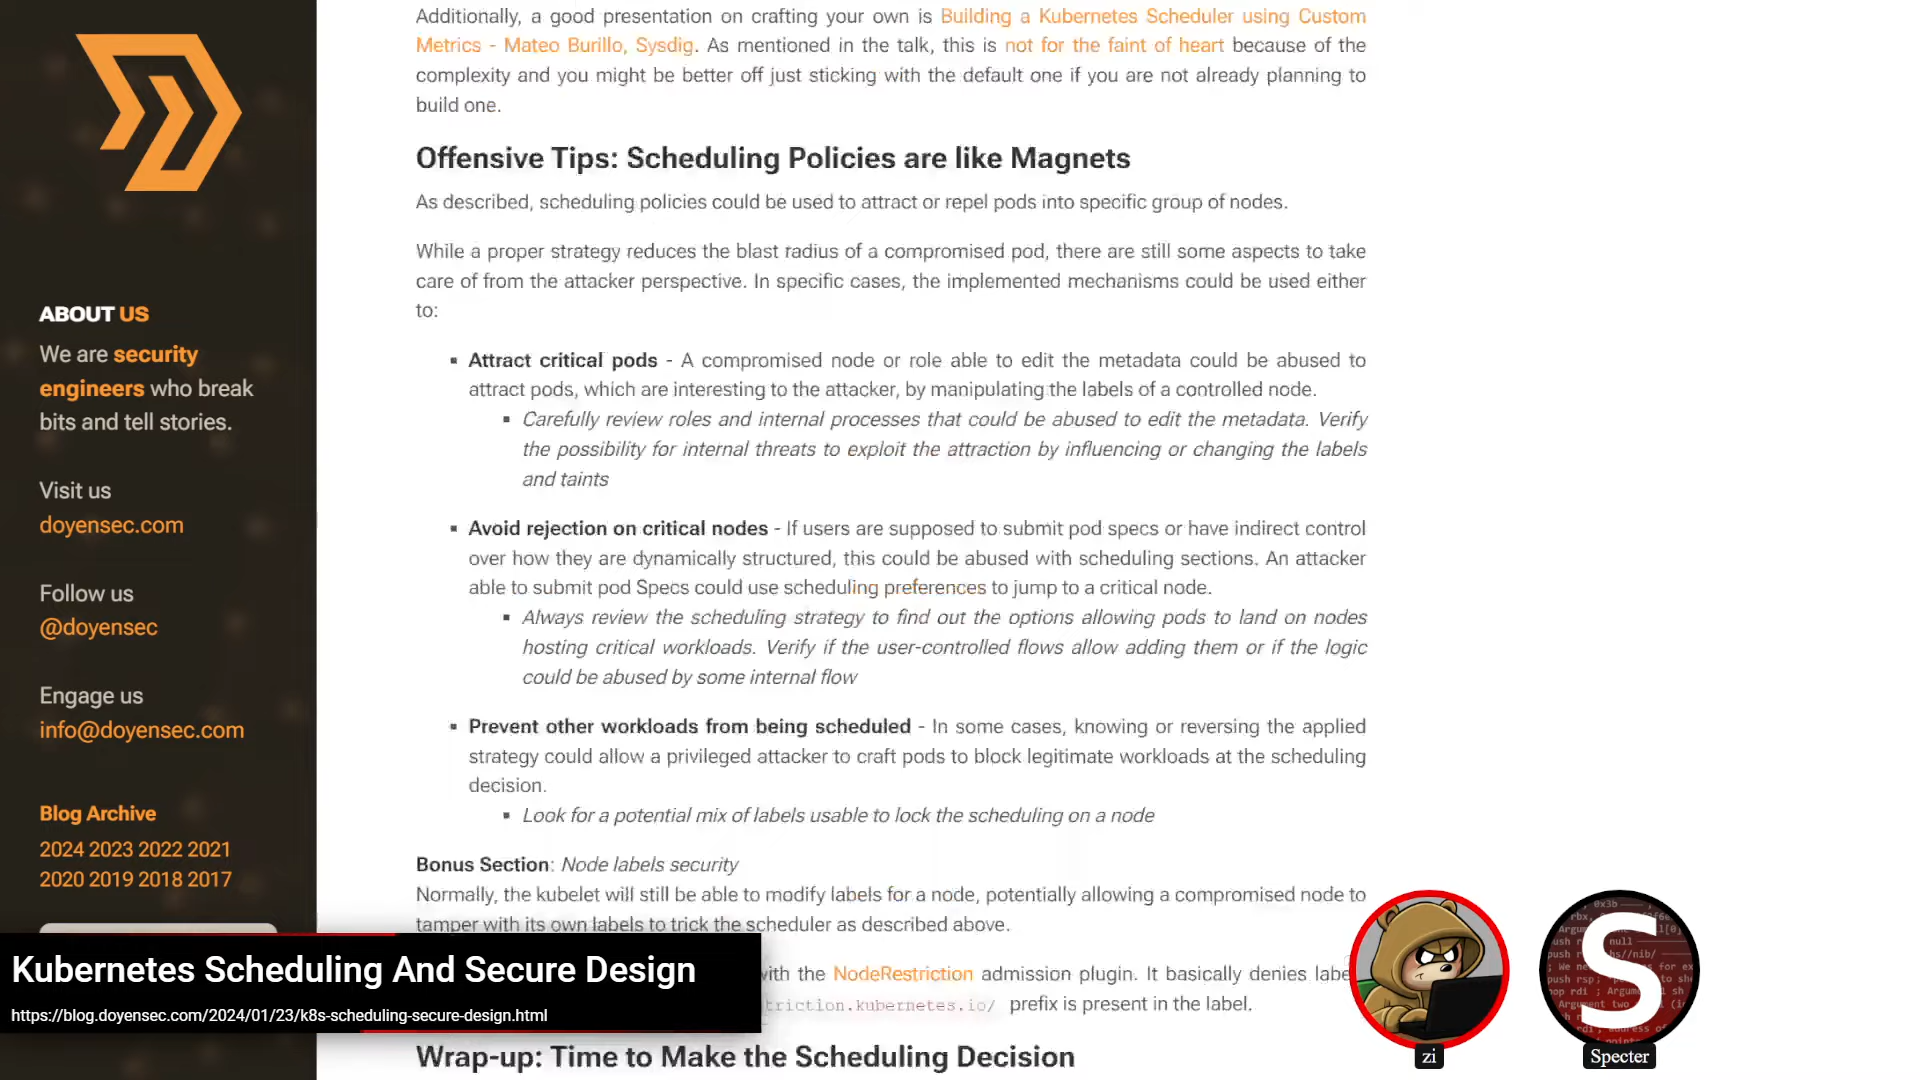 ABOUT US
We are security
engineers who break
bits and tell stories.
Visit us
doyensec.com
Follow us
@doyensec
Engage us
info@doyensec.com
Blog Archive
2024 2023 2022 2021
2020 2019 2018 2017
Additionally, a good presentation on crafting your own is Building a Kubernetes Scheduler using Custom
Metrics - Mateo Burillo, Sysdig. As mentioned in the talk, this is not for the faint of heart because of the
complexity and you might be better off just sticking with the default one if you are not already planning to
build one.
Offensive Tips: Scheduling Policies are like Magnets
As described, scheduling policies could be used to attract or repel pods into specific group of nodes.
While a proper strategy reduces the blast radius of a compromised pod, there are still some aspects to take
care of from the attacker perspective. In specific cases, the implemented mechanisms could be used either
to:
▪ Attract critical pods - A compromised node or role able to edit the metadata could be abused to
attract pods, which are interesting to the attacker, by manipulating the labels of a controlled node.
▪ Carefully review roles and internal processes that could be abused to edit the metadata. Verify
the possibility for internal threats to exploit the attraction by influencing or changing the labels
and taints
▪ Avoid rejection on critical nodes - If users are supposed to submit pod specs or have indirect control
over how they are dynamically structured, this could be abused with scheduling sections. An attacker
able to submit pod Specs could use scheduling preferences to jump to a critical node.
▪ Always review the scheduling strategy to find out the options allowing pods to land on nodes
hosting critical workloads. Verify if the user-controlled flows allow adding them or if the logic
could be abused by some internal flow
▪ Prevent other workloads from being scheduled - In some cases, knowing or reversing the applied
strategy could allow a privileged attacker to craft pods to block legitimate workloads at the scheduling
decision.
▪ Look for a potential mix of labels usable to lock the scheduling on a node
Bonus Section: Node labels security
Normally, the kubelet will still be able to modify labels for a node, potentially allowing a compromised node to
tamper with its own labels to trick the scheduler as described above.
with the NodeRestriction admission plugin. It basically denies labe
triction.kubernetes.io/ prefix is present in the label.
Wrap-up: Time to Make the Scheduling Decision
Kubernetes Scheduling And Secure Design
https://blog.doyensec.com/2024/01/23/k8s-scheduling-secure-design.html
zi
S
Specter